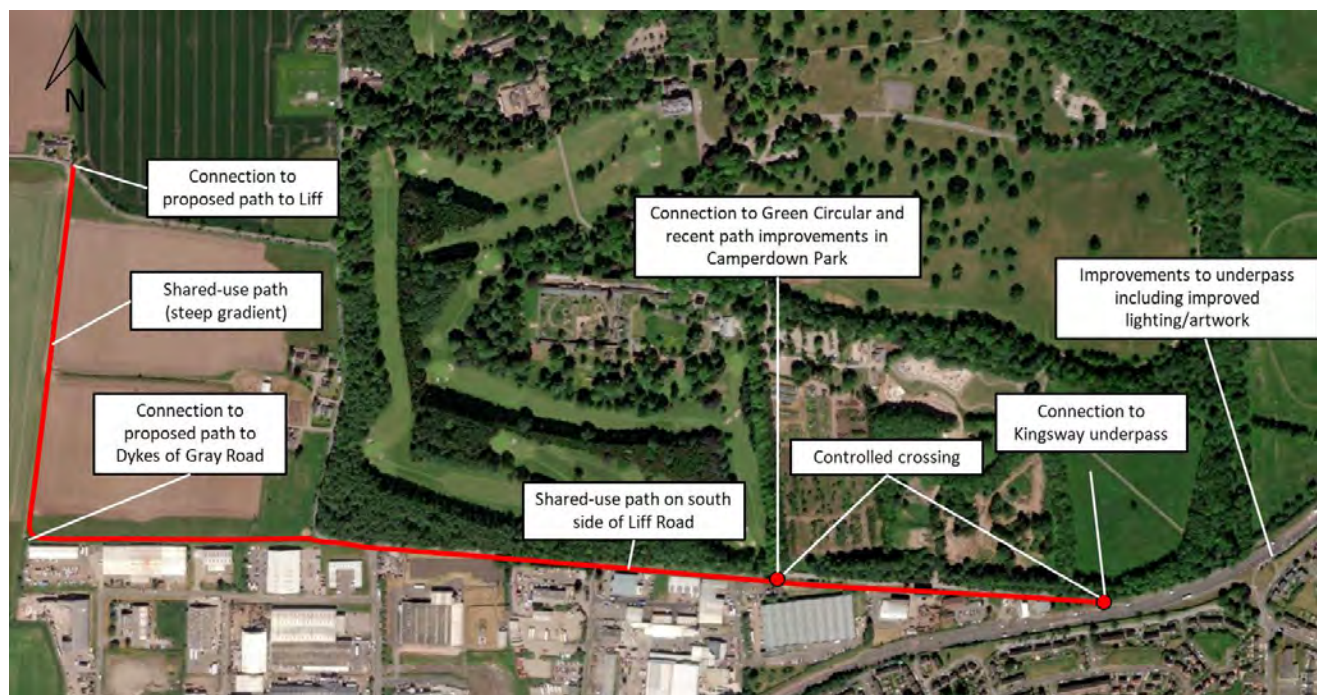 N
Connection to
proposed path to Liff
Shared-use path
(steep gradient)
Connection to
proposed path to
Dykes of Gray Road
Connection to Green Circular and
recent path improvements in
Camperdown Park
Improvements to underpass
including improved
lighting/artwork
Connection to
Kingsway underpass
Controlled crossing
Shared-use path on south
side of Liff Road